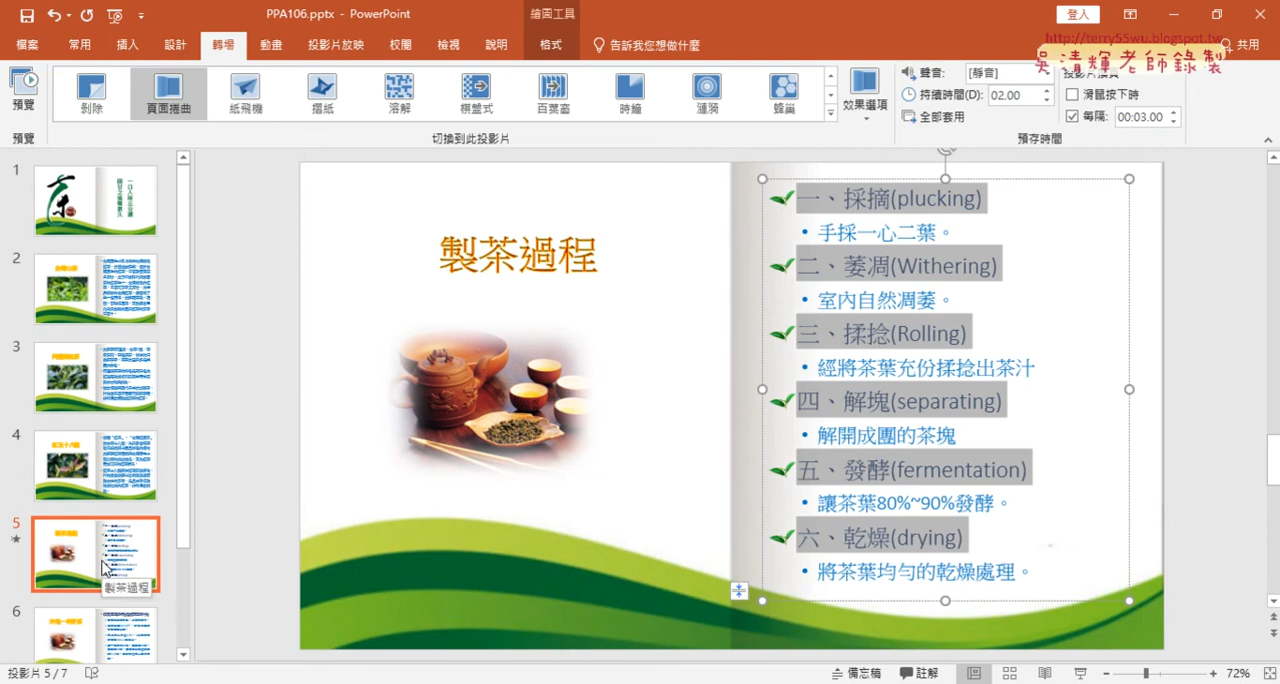 PPA106.pptx - PowerPoint
繪圖工具
登入
檔案 常用 插入 設計 轉場 動畫 投影片放映 校閱 檢視 說明 格式 告訴我您想做什麼 共用
http://terry55wu.blogspot.tw
吳清輝老師錄製
預覽 剔除 頁面捲曲 紙飛機 摺紙 溶解 棋盤式 百葉窗 時鐘 漣漪 蜂巢 效果選項
聲音: [靜音]
持續時間(D): 02.00 滑鼠按下時
全部套用 每隔: 00:03.00
預覽 切換到此投影片 預存時間
1
2
3
4
5
製茶過程
6
製茶過程
一、採摘(plucking)
• 手採一心二葉。
二、萎凋(Withering)
• 室內自然凋萎。
三、揉捻(Rolling)
• 經將茶葉充份揉捻出茶汁
四、解塊(separating)
• 解開成團的茶塊
五、發酵(fermentation)
• 讓茶葉80%~90%發酵。
六、乾燥(drying)
• 將茶葉均勻的乾燥處理。
投影片 5 / 7 備忘稿 註解 72%